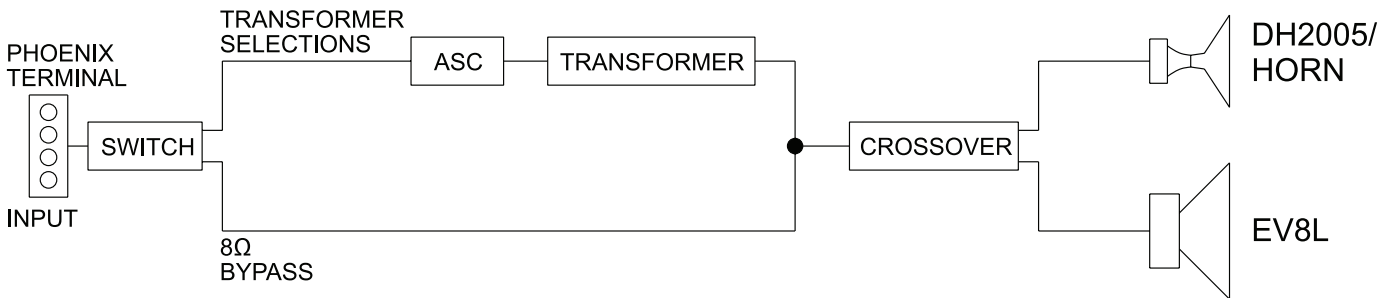 PHOENIX
TERMINAL
INPUT
SWITCH
TRANSFORMER
SELECTIONS
ASC
TRANSFORMER
8Ω
BYPASS
CROSSOVER
DH2005/
HORN
EV8L